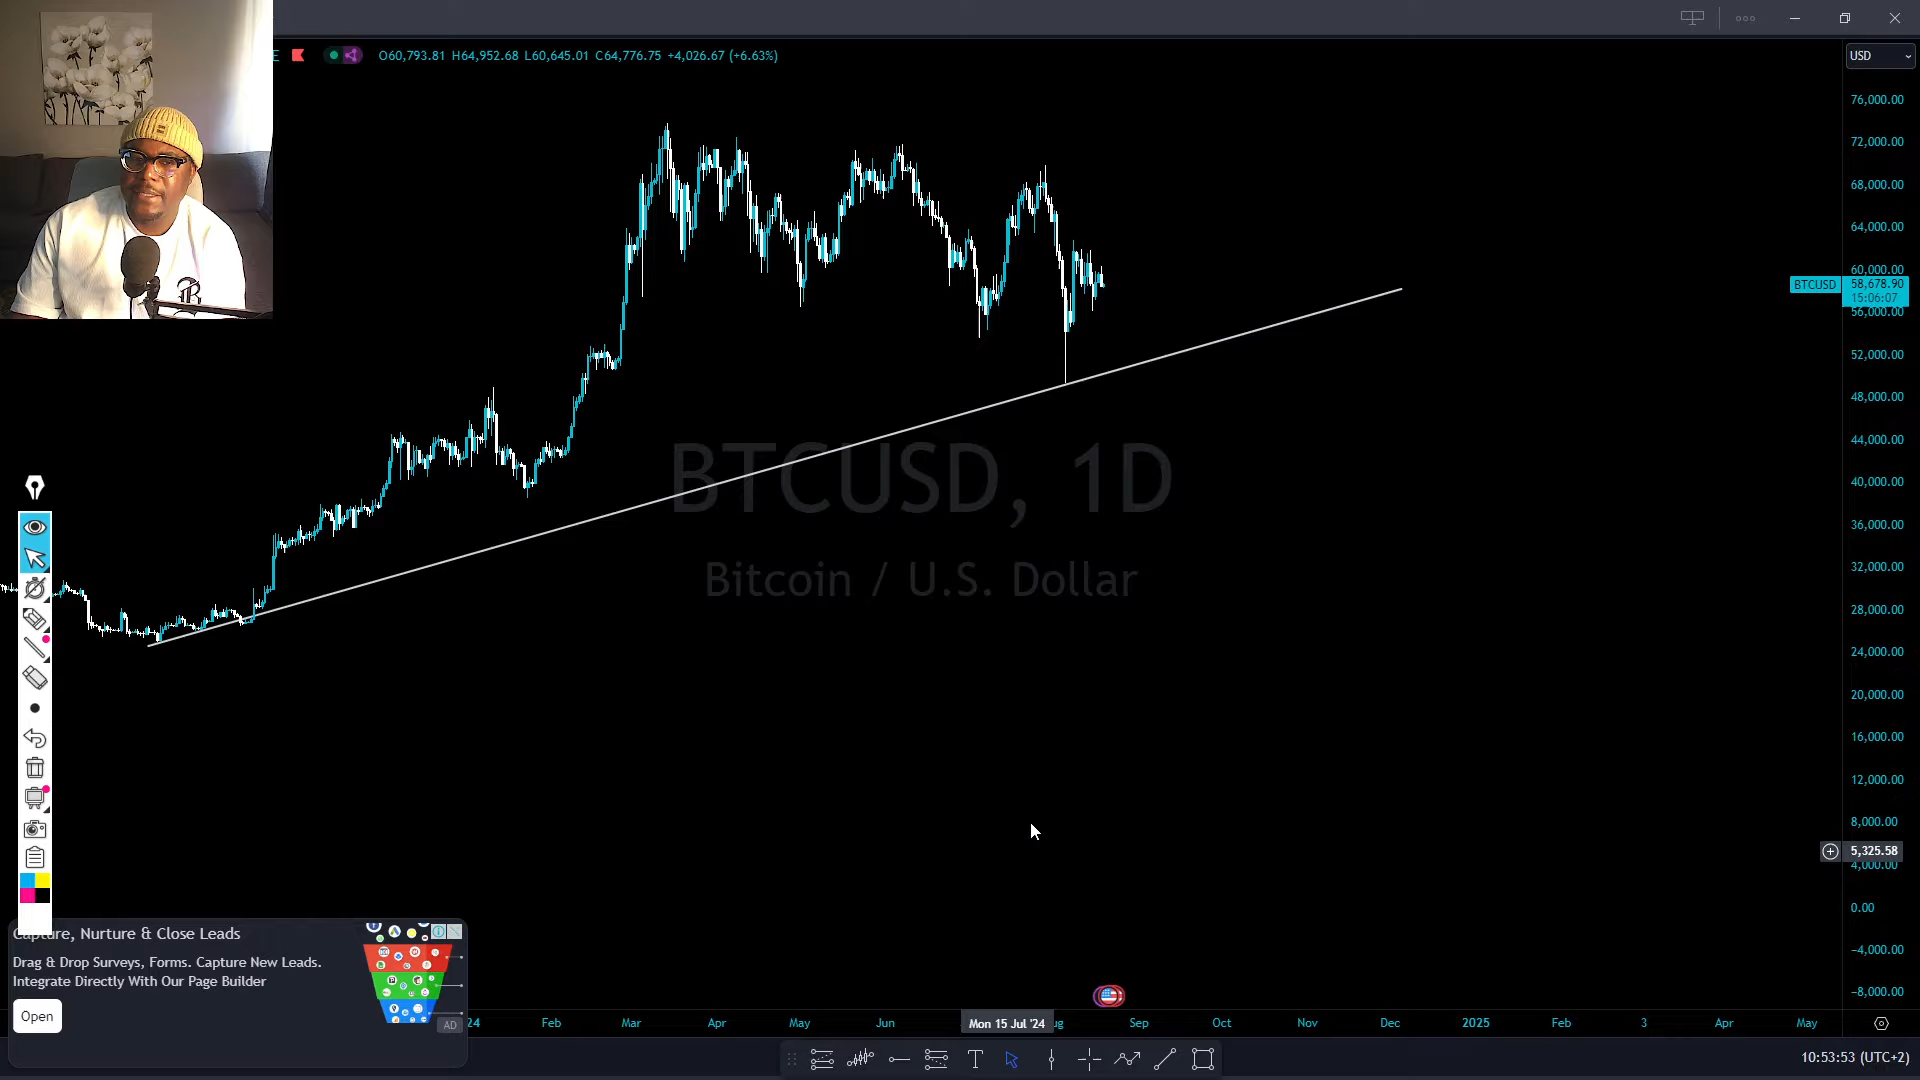 E O60,793.81 H64,952.68 L60,645.01 C64,776.75 +4,026.67 (+6.63%)
USD
76,000.00
72,000.00
68,000.00
64,000.00
60,000.00
BTCUSD 58,678.90
15:06:07
56,000.00
52,000.00
48,000.00
44,000.00
40,000.00
36,000.00
32,000.00
28,000.00
24,000.00
20,000.00
16,000.00
12,000.00
8,000.00
5,325.58
4,000.00
0.00
−4,000.00
−8,000.00
BTCUSD, 1D
Bitcoin / U.S. Dollar
B
Capture, Nurture & Close Leads
Drag & Drop Surveys, Forms. Capture New Leads.
Integrate Directly With Our Page Builder
Open
AD
24 Feb Mar Apr May Jun Mon 15 Jul '24 ug Sep Oct Nov Dec 2025 Feb 3 Apr May
T
10:53:53 (UTC+2)